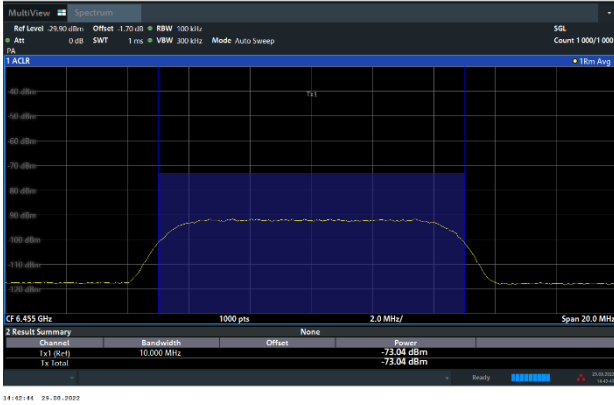 MultiView Spectrum
Ref Level -29.90 dBm Offset -1.70 dB RBW 100 kHz SGL
Att 0 dB SWT 1 ms VBW 300 kHz Mode Auto Sweep Count 1000/1000
PA
1 ACLR 1Rm Avg
Tx1
-40 dBm
-50 dBm
-60 dBm
-70 dBm
-80 dBm
-90 dBm
-100 dBm
-110 dBm
-120 dBm
CF 6.455 GHz 1000 pts 2.0 MHz/ Span 20.0 MHz
2 Result Summary None
Channel Bandwidth Offset Power
Tx1 (Ref) 10.000 MHz -73.04 dBm
Tx Total -73.04 dBm
Ready
14:42:44 29.08.2022